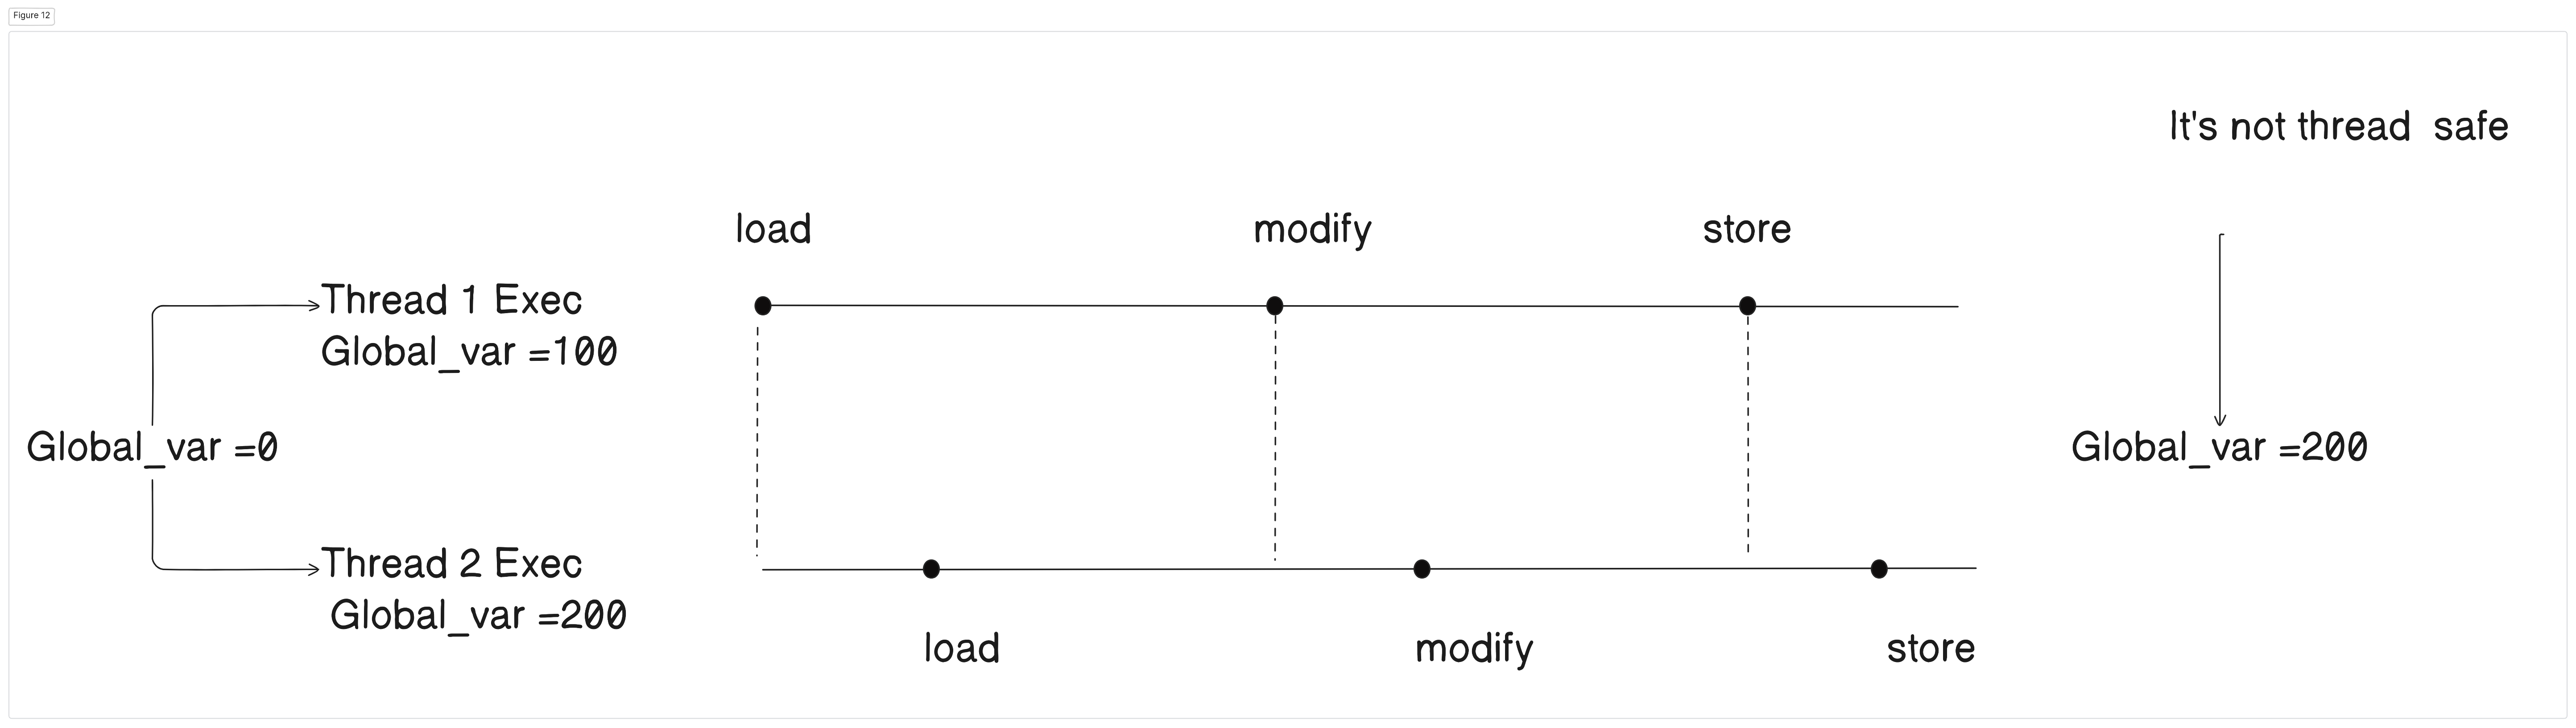 Figure 12
It's not thread  safe
load
modify
store
Thread 1 Exec
Global_var =100
Global_var =0
Global_var =200
Thread 2 Exec
Global_var =200
load
modify
store